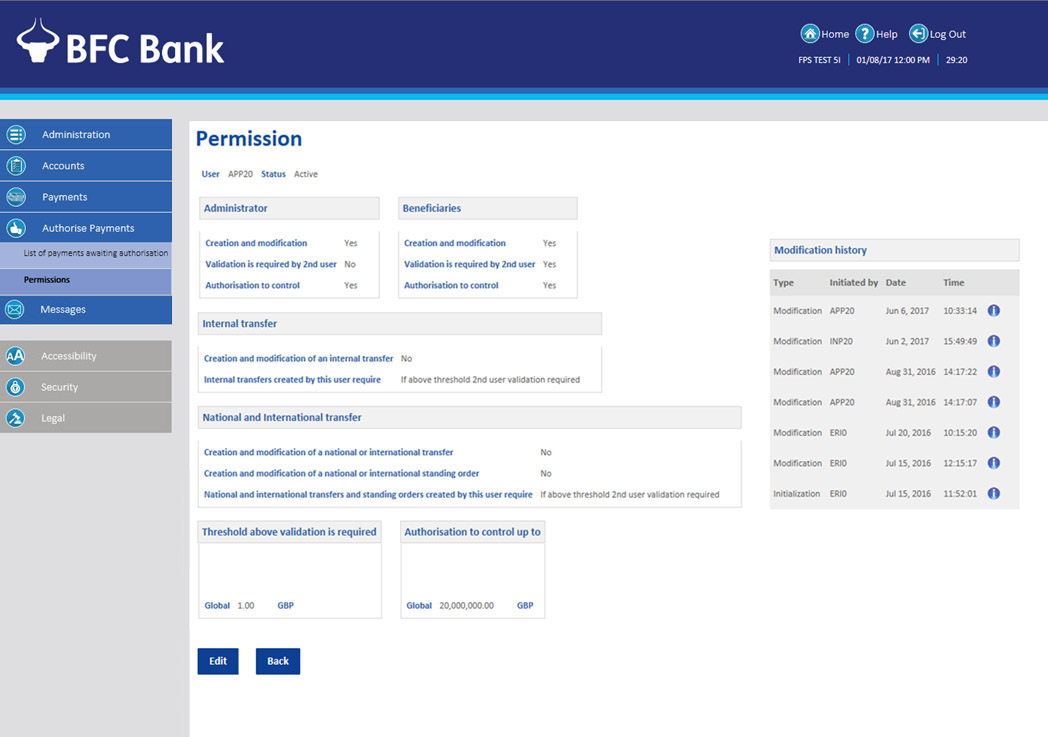 BFC Bank
Home Help Log Out
FPS TEST 5I 01/08/17 12:00 PM 29:20
Administration
Accounts
Payments
Authorise Payments
List of payments awaiting authorisation
Permissions
Messages
AA Accessibility
Security
Legal
Permission
User APP20 Status Active
Administrator
Creation and modification Yes
Validation is required by 2nd user No
Authorisation to control Yes
Beneficiaries
Creation and modification Yes
Validation is required by 2nd user Yes
Authorisation to control Yes
Internal transfer
Creation and modification of an internal transfer No
Internal transfers created by this user require If above threshold 2nd user validation required
National and International transfer
Creation and modification of a national or international transfer No
Creation and modification of a national or international standing order No
National and international transfers and standing orders created by this user require If above threshold 2nd user validation required
Threshold above validation is required
Global 1.00 GBP
Authorisation to control up to
Global 20,000,000.00 GBP
Edit Back
Modification history
Type Initiated by Date Time
Modification APP20 Jun 6, 2017 10:33:14
Modification INP20 Jun 2, 2017 15:49:49
Modification APP20 Aug 31, 2016 14:17:22
Modification APP20 Aug 31, 2016 14:17:07
Modification ERI0 Jul 20, 2016 10:15:20
Modification ERI0 Jul 15, 2016 12:15:17
Initialization ERI0 Jul 15, 2016 11:52:01